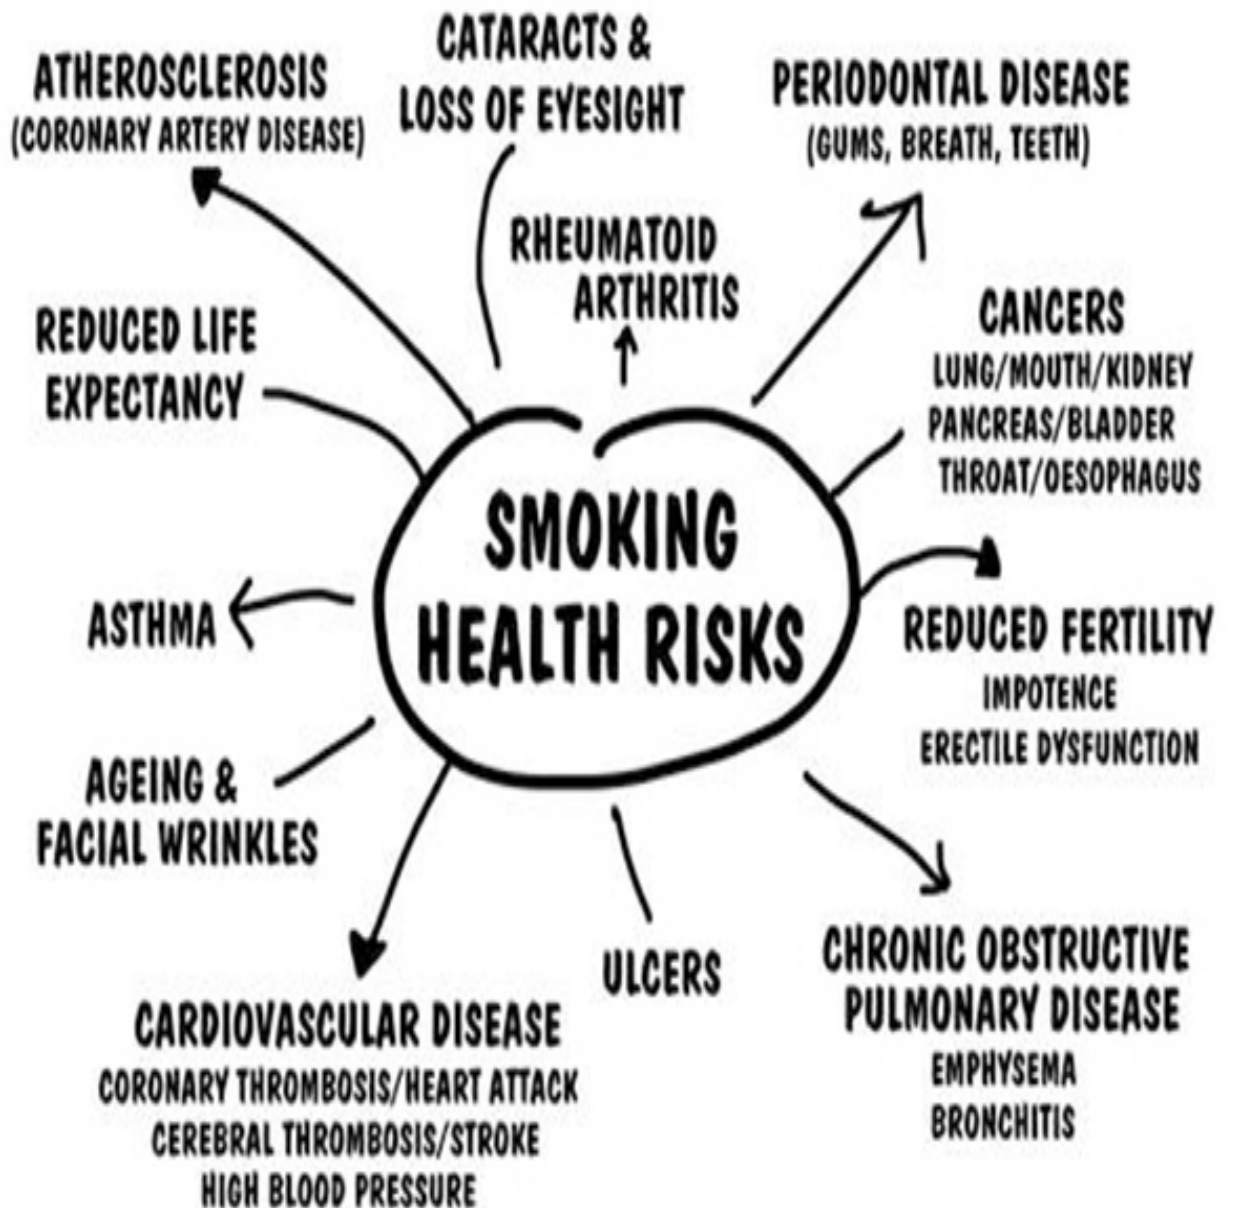 CATARACTS &
LOSS OF EYESIGHT
ATHEROSCLEROSIS
(CORONARY ARTERY DISEASE)
PERIODONTAL DISEASE
(GUMS, BREATH, TEETH)
RHEUMATOID
ARTHRITIS
REDUCED LIFE
EXPECTANCY
CANCERS
LUNG/MOUTH/KIDNEY
PANCREAS/BLADDER
THROAT/OESOPHAGUS
SMOKING
HEALTH RISKS
ASTHMA
REDUCED FERTILITY
IMPOTENCE
ERECTILE DYSFUNCTION
AGEING &
FACIAL WRINKLES
ULCERS
CHRONIC OBSTRUCTIVE
PULMONARY DISEASE
EMPHYSEMA
BRONCHITIS
CARDIOVASCULAR DISEASE
CORONARY THROMBOSIS/HEART ATTACK
CEREBRAL THROMBOSIS/STROKE
HIGH BLOOD PRESSURE